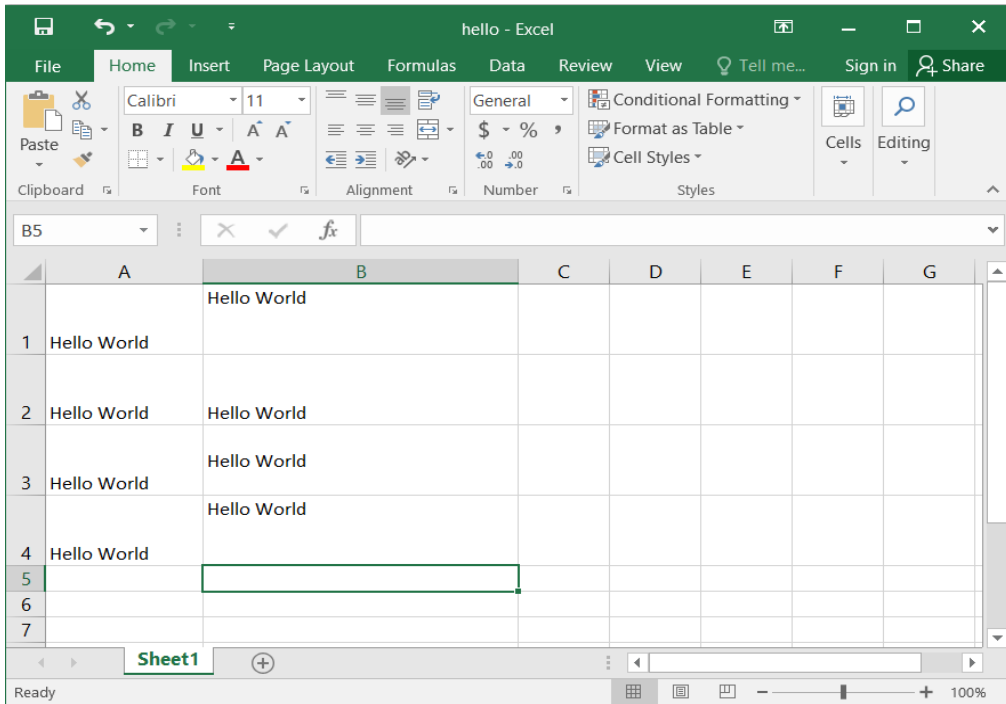 hello - Excel
File Home Insert Page Layout Formulas Data Review View Tell me... Sign in Share
Calibri 11 General Conditional Formatting
Paste B I U A A $ % , Format as Table Cells Editing
A Cell Styles
Clipboard Font Alignment Number Styles
B5 fx
A B C D E F G
Hello World
1 Hello World
2 Hello World Hello World
Hello World
3 Hello World
Hello World
4 Hello World
5
6
7
Sheet1
Ready 100%